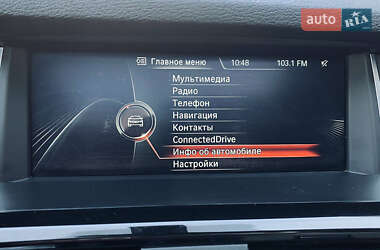 auto RIA
Главное меню 10:48 103.1 FM
Мультимедиа
Радио
Телефон
Навигация
Контакты
ConnectedDrive
Инфо об автомобиле
Настройки